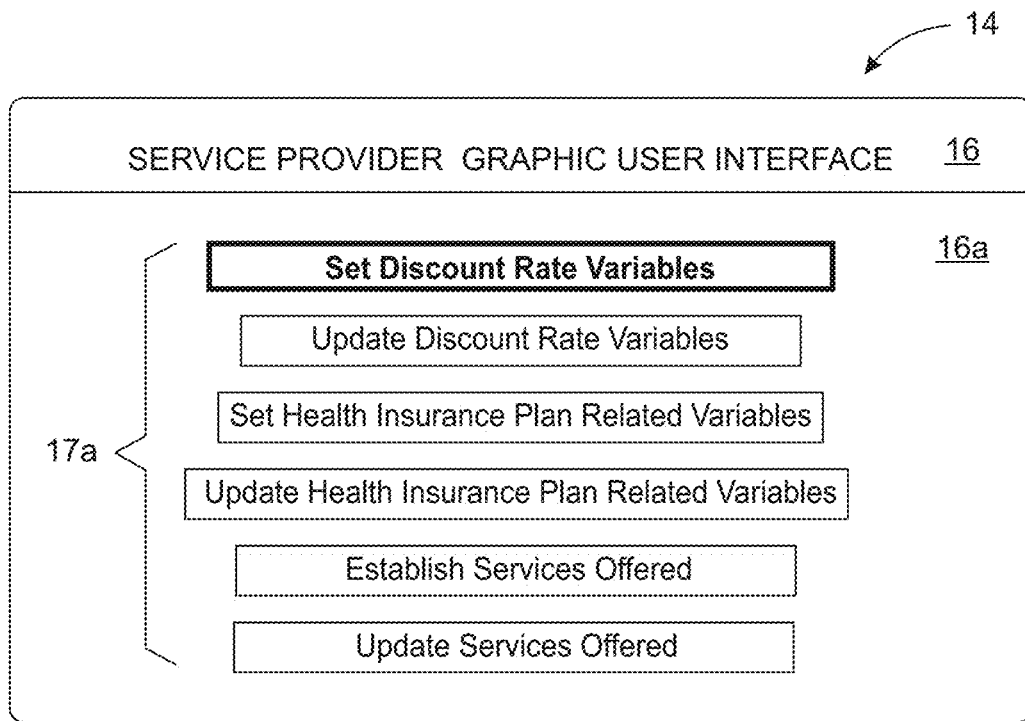 14
SERVICE PROVIDER GRAPHIC USER INTERFACE 16
16a
Set Discount Rate Variables
Update Discount Rate Variables
Set Health Insurance Plan Related Variables
17a
Update Health Insurance Plan Related Variables
Establish Services Offered
Update Services Offered